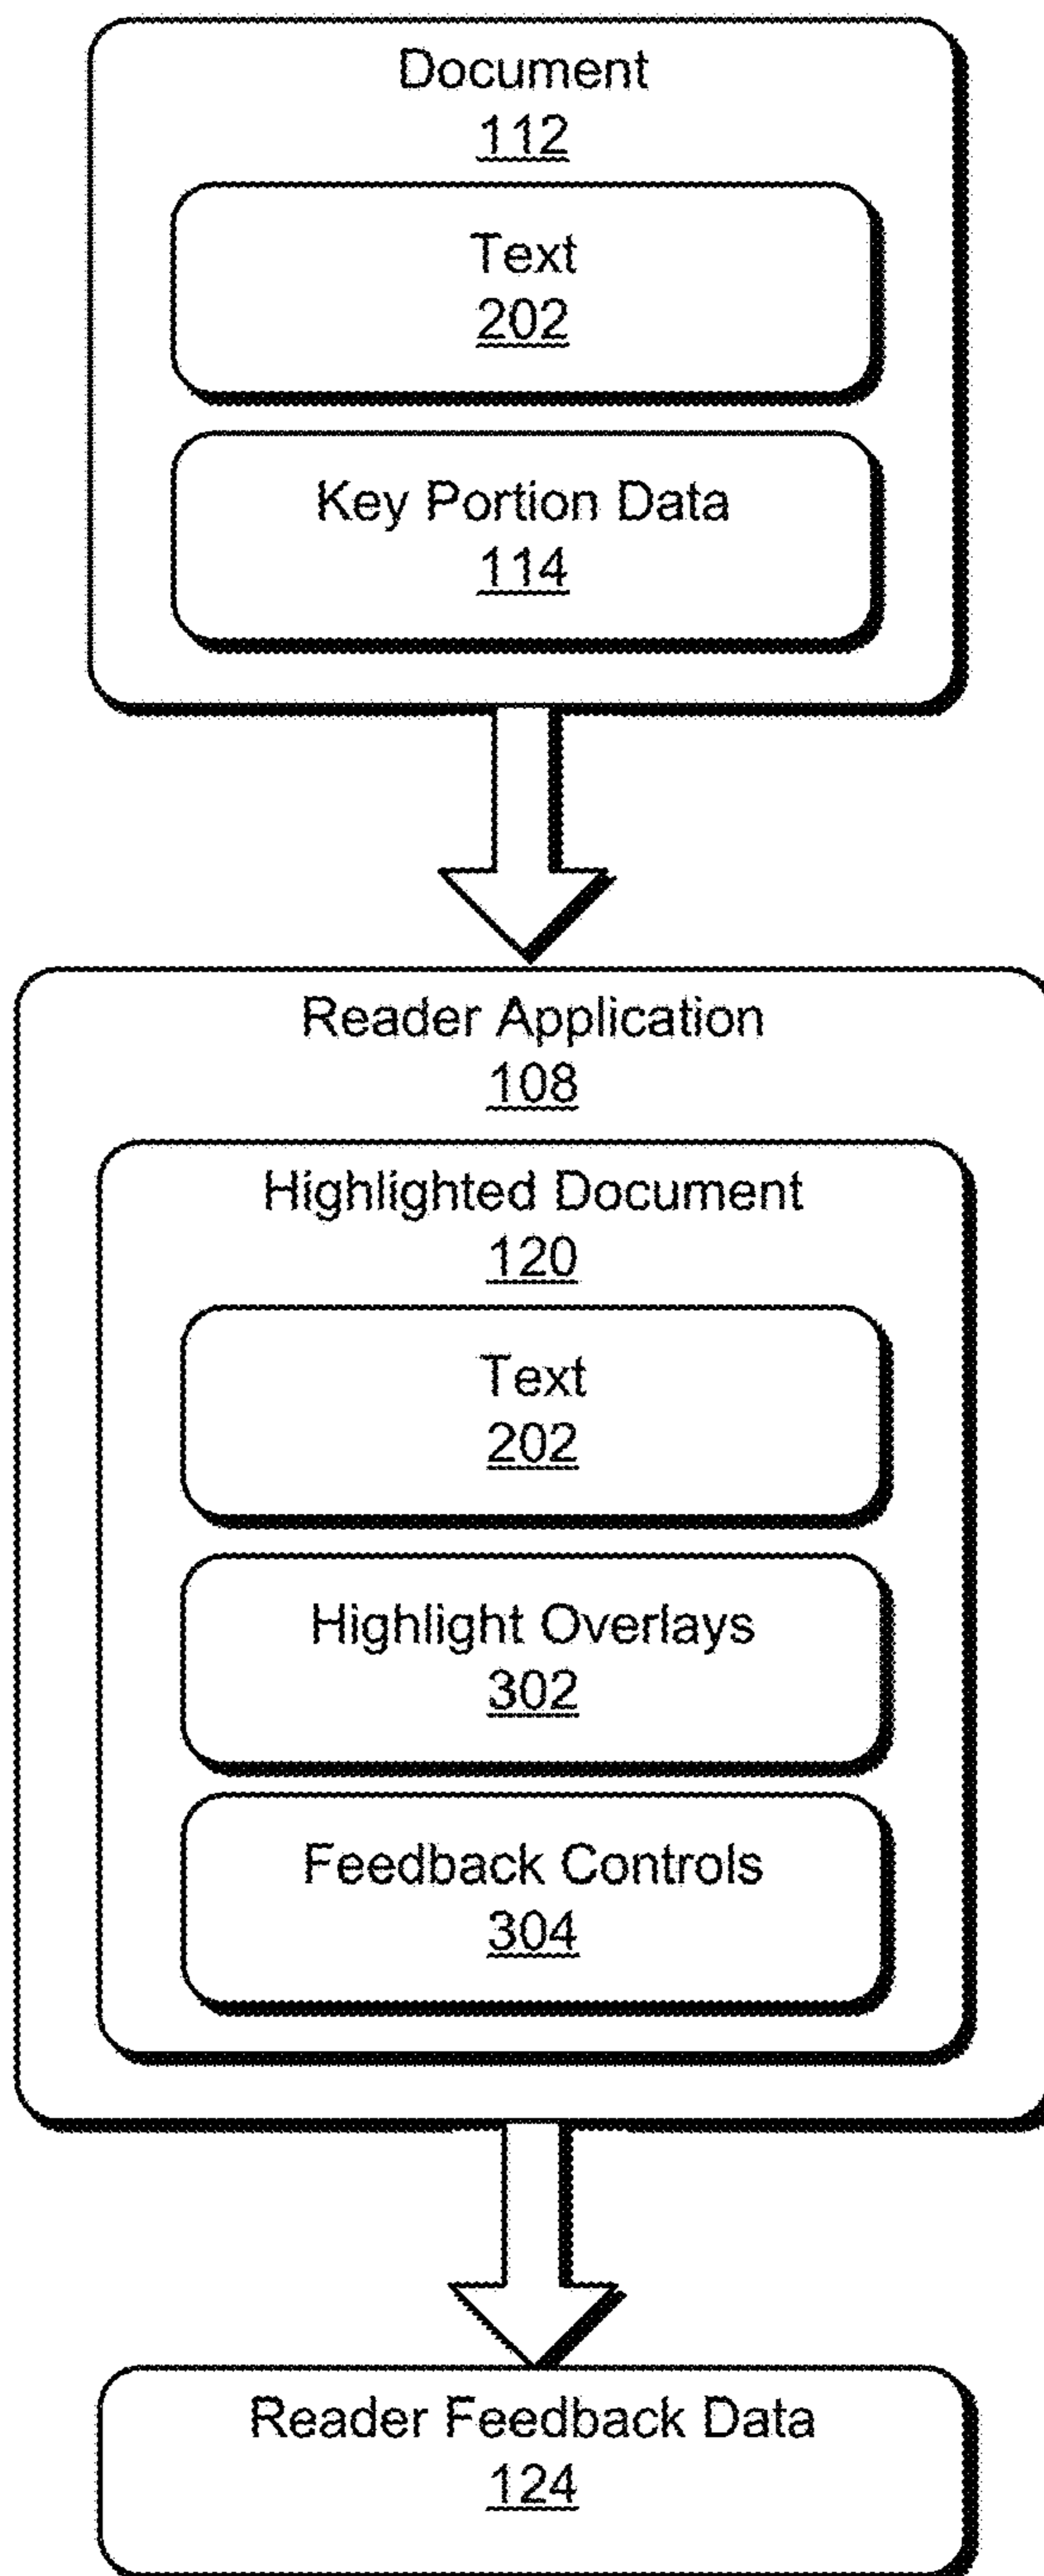 Document
112
Text
202
Key Portion Data
114
Reader Application
108
Highlighted Document
120
Text
202
Highlight Overlays
302
Feedback Controls
304
Reader Feedback Data
124